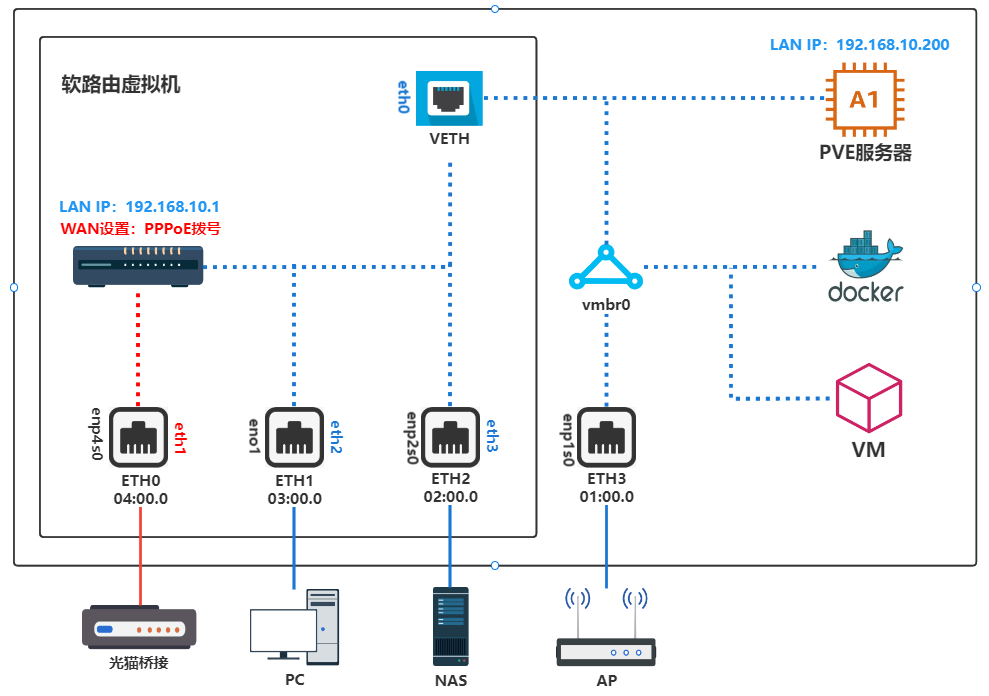 LAN IP：192.168.10.200
A1
PVE服务器
软路由虚拟机
eth0
VETH
LAN IP：192.168.10.1
WAN设置：PPPoE拨号
vmbr0
docker
VM
enp4s0
eth1
ETH0
04:00.0
eno1
eth2
ETH1
03:00.0
enp2s0
eth3
ETH2
02:00.0
enp1s0
ETH3
01:00.0
光猫桥接
PC
NAS
AP